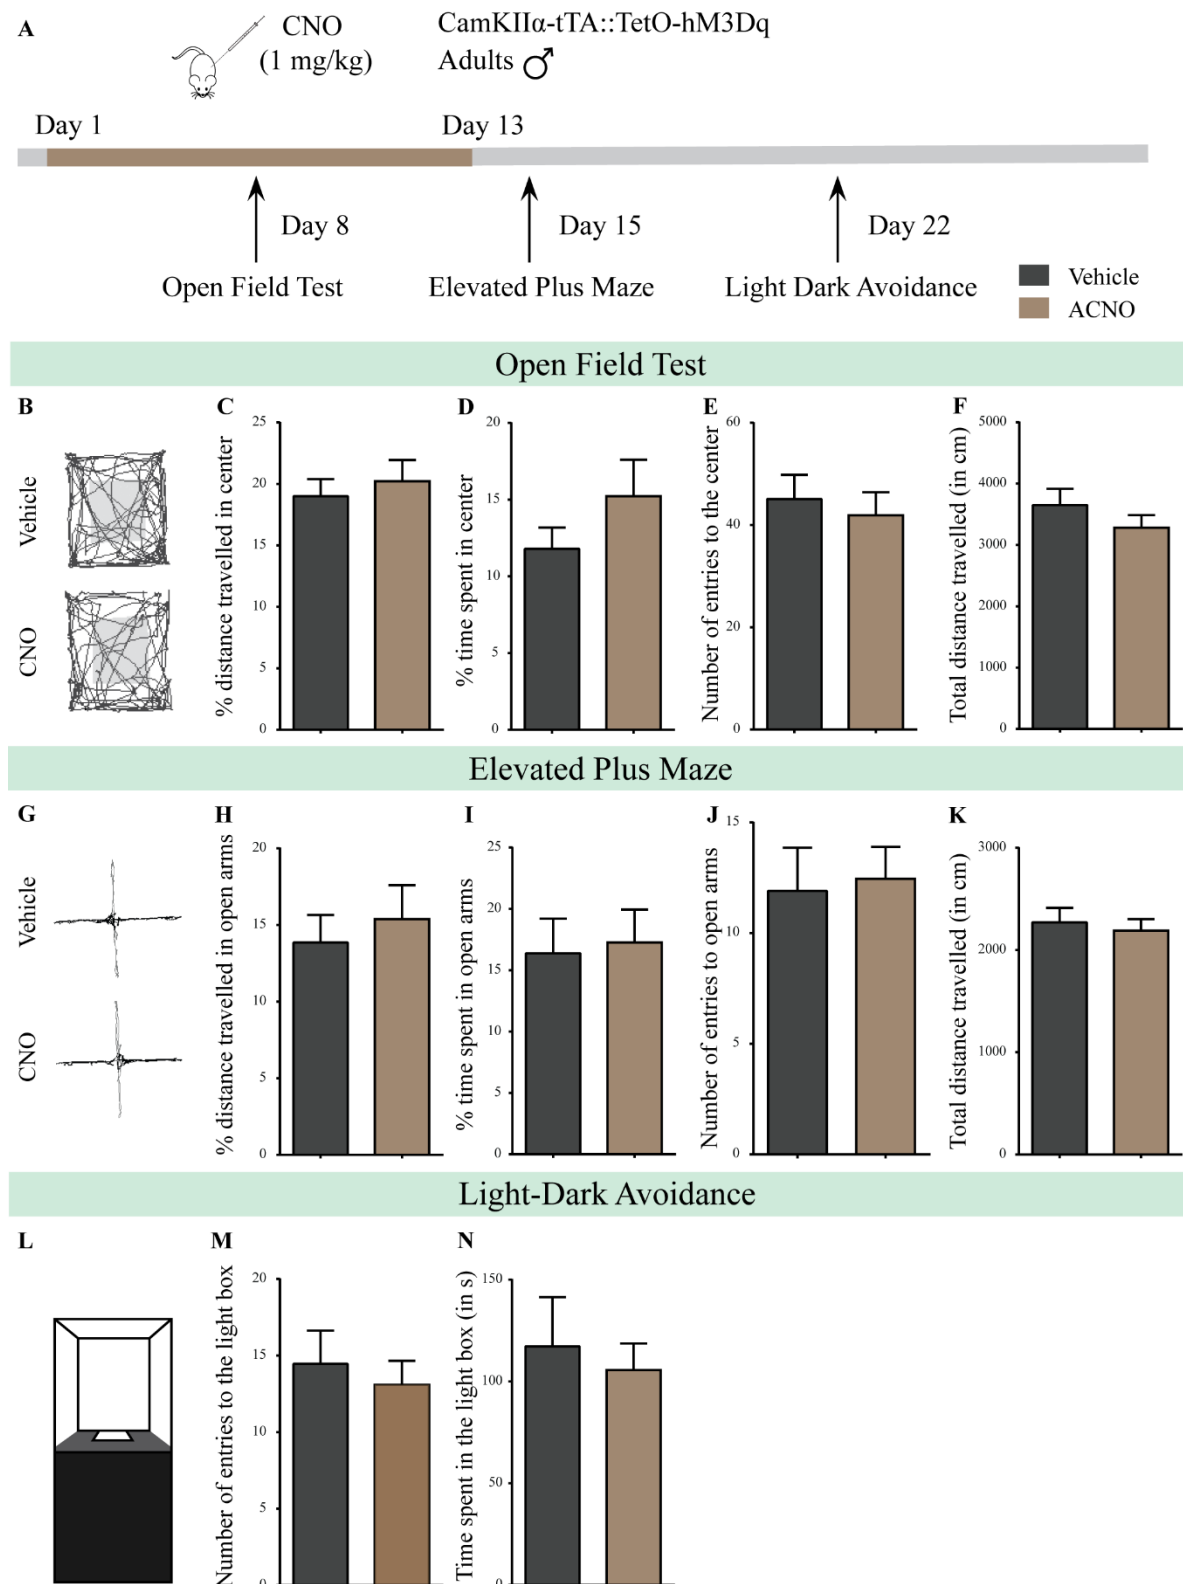 A
CNO
(1 mg/kg)
CamKIIα-tTA::TetO-hM3Dq
Adults ♂
Day 1
Day 13
Day 8
Day 15
Day 22
Open Field Test
Elevated Plus Maze
Light Dark Avoidance
Vehicle
ACNO
Open Field Test
B
Vehicle
CNO
C
% distance travelled in center
25
20
15
10
5
0
D
% time spent in center
20
15
10
5
0
E
Number of entries to the center
60
40
20
0
F
Total distance travelled (in cm)
5000
4000
3000
2000
1000
0
Elevated Plus Maze
G
Vehicle
CNO
H
% distance travelled in open arms
20
15
10
5
0
I
% time spent in open arms
25
20
15
10
5
0
J
Number of entries to open arms
15
10
5
0
K
Total distance travelled (in cm)
3000
2000
1000
0
Light-Dark Avoidance
L
M
Number of entries to the light box
20
15
10
5
0
N
Time spent in the light box (in s)
150
100
50
0